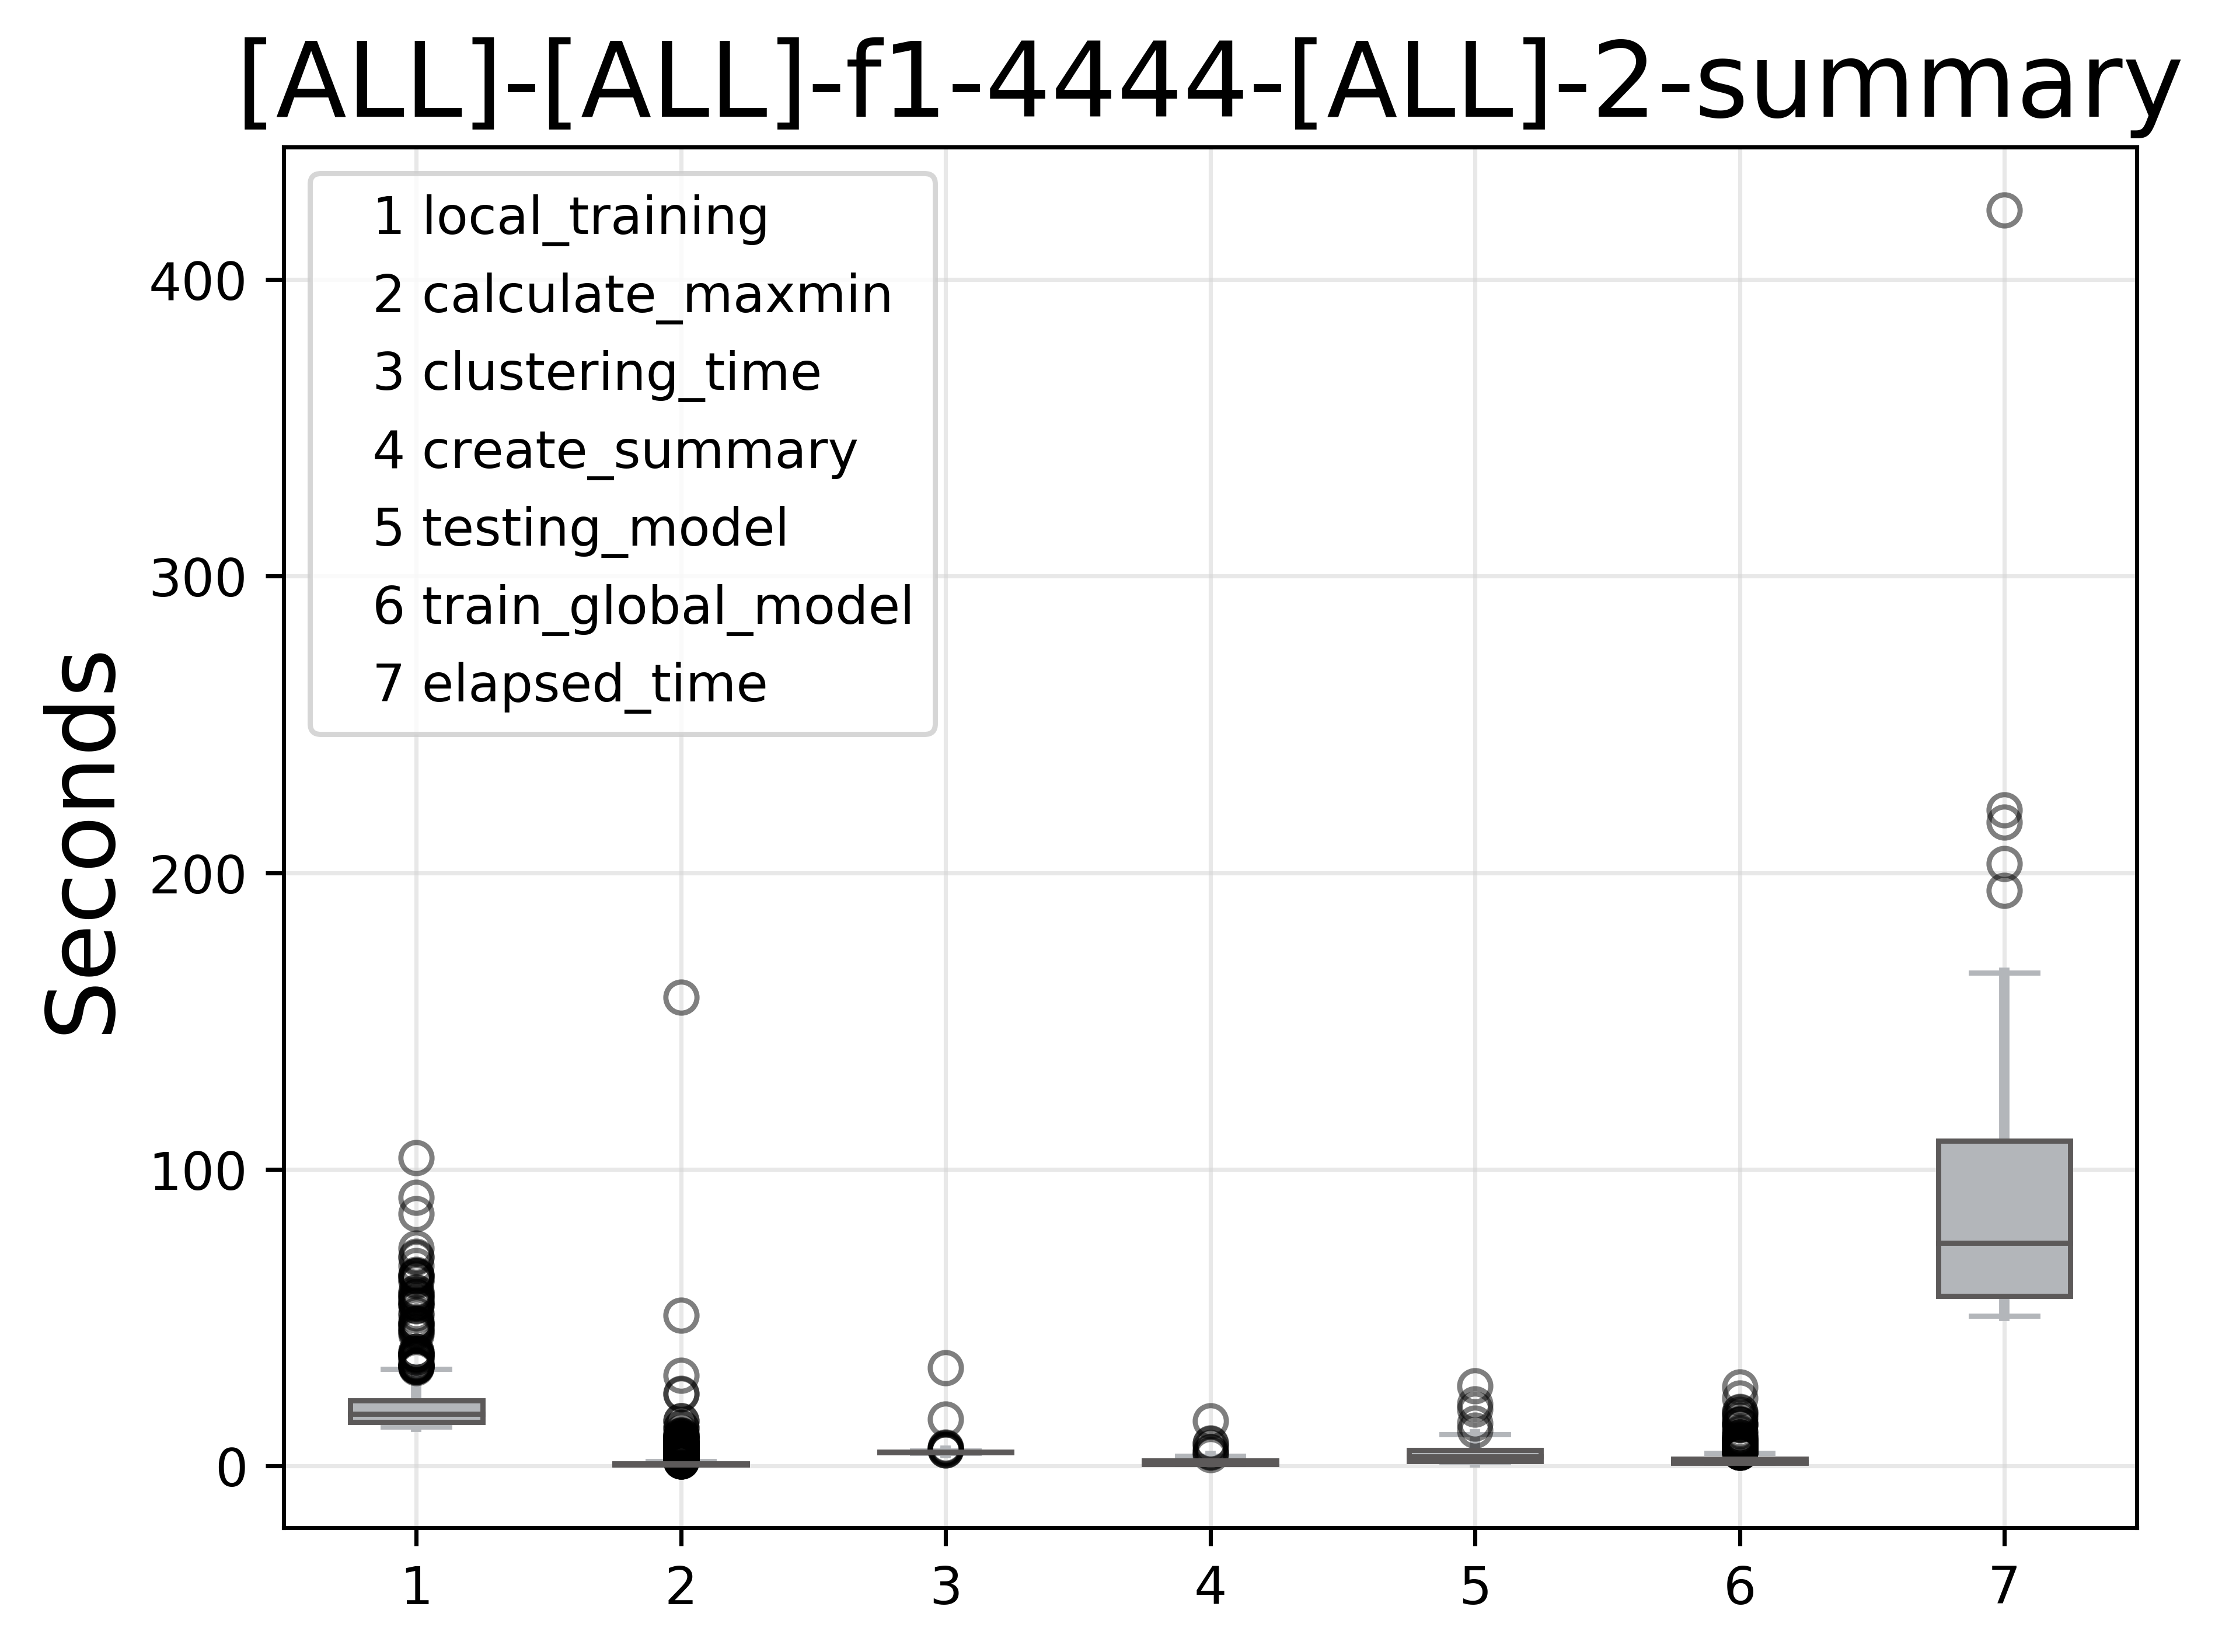 [ALL]-[ALL]-f1-4444-[ALL]-2-summary
1 local_training
2 calculate_maxmin
3 clustering_time
4 create_summary
5 testing_model
6 train_global_model
7 elapsed_time
Seconds
400
300
200
100
0
1 2 3 4 5 6 7